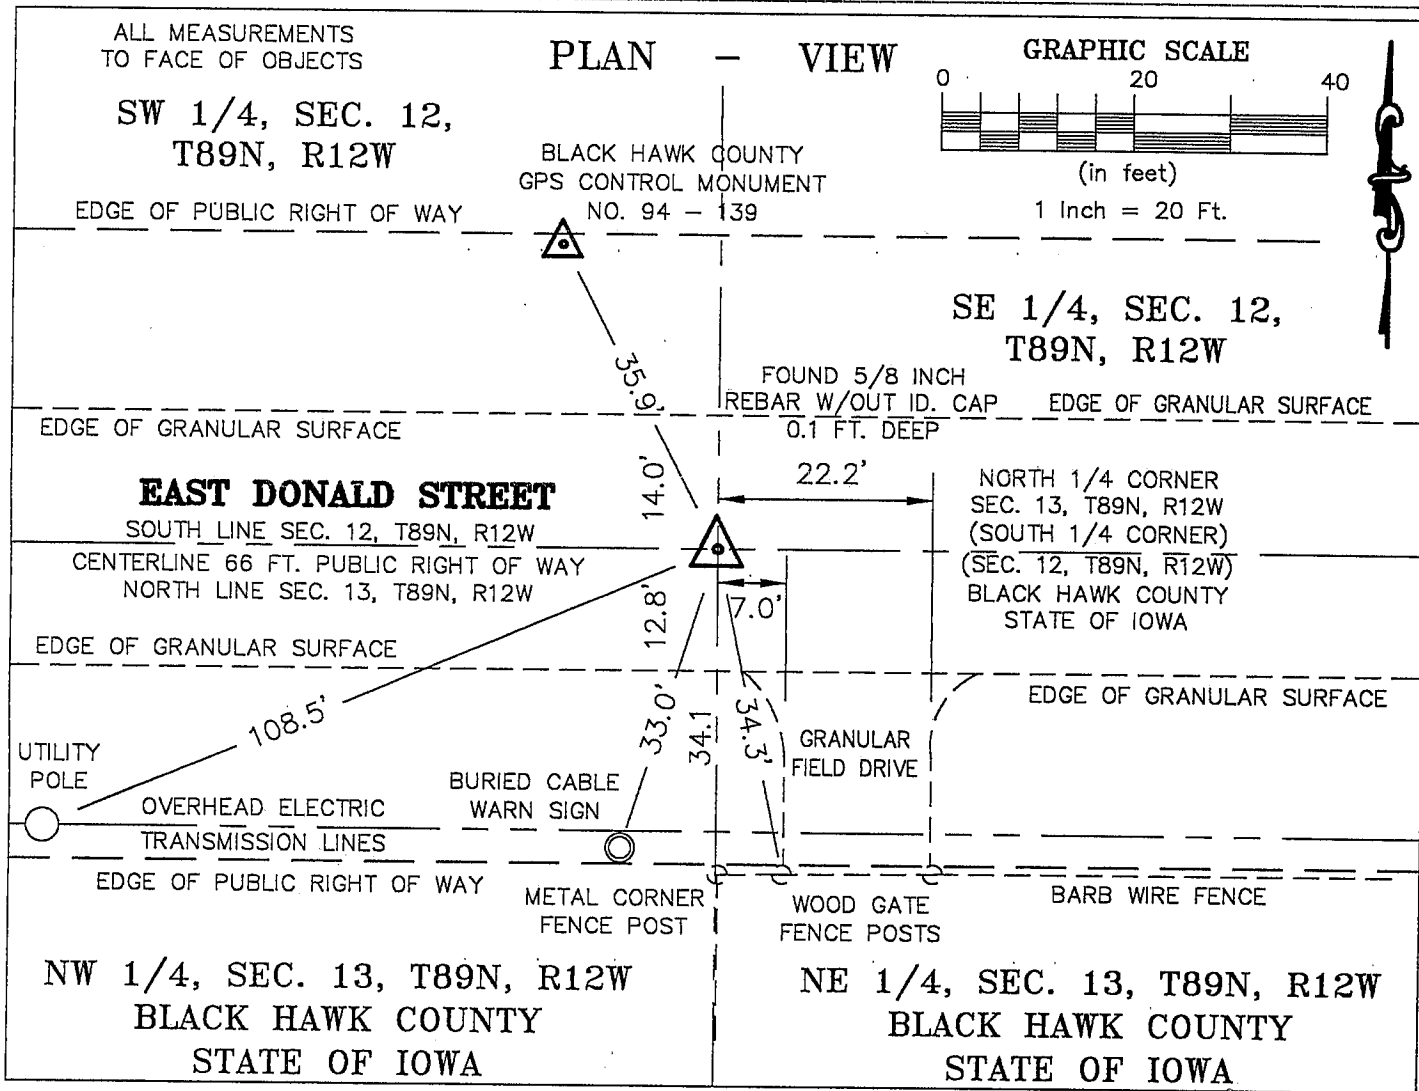 ALL MEASUREMENTS
TO FACE OF OBJECTS
PLAN - VIEW
GRAPHIC SCALE
0 20 40
(in feet)
1 Inch = 20 Ft.
SW 1/4, SEC. 12,
T89N, R12W
BLACK HAWK COUNTY
GPS CONTROL MONUMENT
NO. 94 - 139
EDGE OF PUBLIC RIGHT OF WAY
SE 1/4, SEC. 12,
T89N, R12W
35.9'
FOUND 5/8 INCH
REBAR W/OUT ID. CAP
0.1 FT. DEEP
EDGE OF GRANULAR SURFACE
EDGE OF GRANULAR SURFACE
14.0'
22.2'
EAST DONALD STREET
SOUTH LINE SEC. 12, T89N, R12W
CENTERLINE 66 FT. PUBLIC RIGHT OF WAY
NORTH LINE SEC. 13, T89N, R12W
NORTH 1/4 CORNER
SEC. 13, T89N, R12W
(SOUTH 1/4 CORNER)
(SEC. 12, T89N, R12W)
BLACK HAWK COUNTY
STATE OF IOWA
12.8'
7.0'
EDGE OF GRANULAR SURFACE
EDGE OF GRANULAR SURFACE
108.5'
33.0'
34.1
34.3'
GRANULAR
FIELD DRIVE
UTILITY
POLE
BURIED CABLE
WARN SIGN
OVERHEAD ELECTRIC
TRANSMISSION LINES
EDGE OF PUBLIC RIGHT OF WAY
METAL CORNER
FENCE POST
WOOD GATE
FENCE POSTS
BARB WIRE FENCE
NW 1/4, SEC. 13, T89N, R12W
BLACK HAWK COUNTY
STATE OF IOWA
NE 1/4, SEC. 13, T89N, R12W
BLACK HAWK COUNTY
STATE OF IOWA